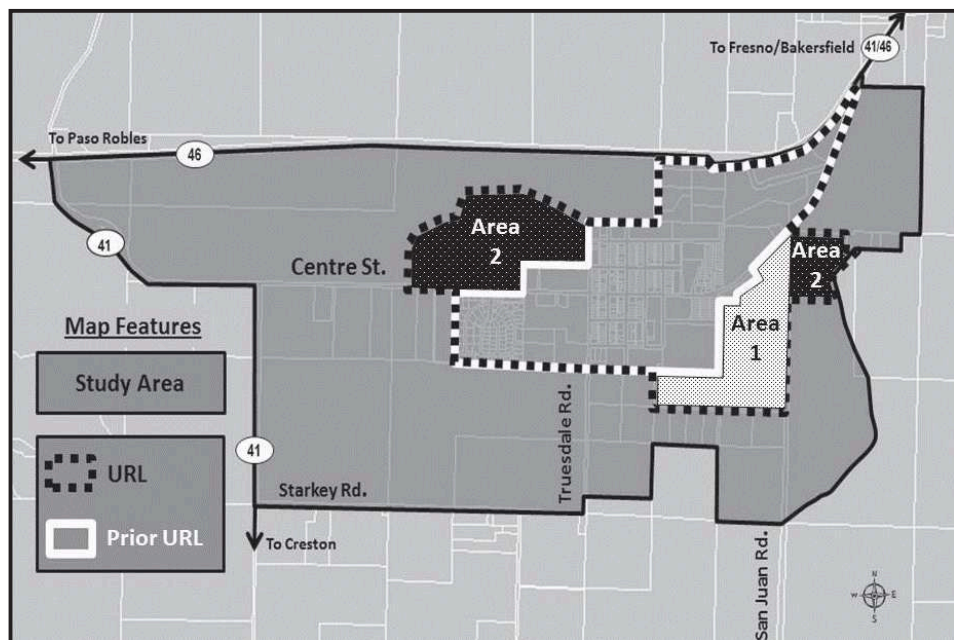 To Fresno/Bakersfield
41/46
To Paso Robles
46
41
Centre St.
Area
2
Area
2
Area
1
Map Features
Study Area
URL
Prior URL
41
Starkey Rd.
To Creston
Truesdale Rd.
San Juan Rd.
N
W
E
S